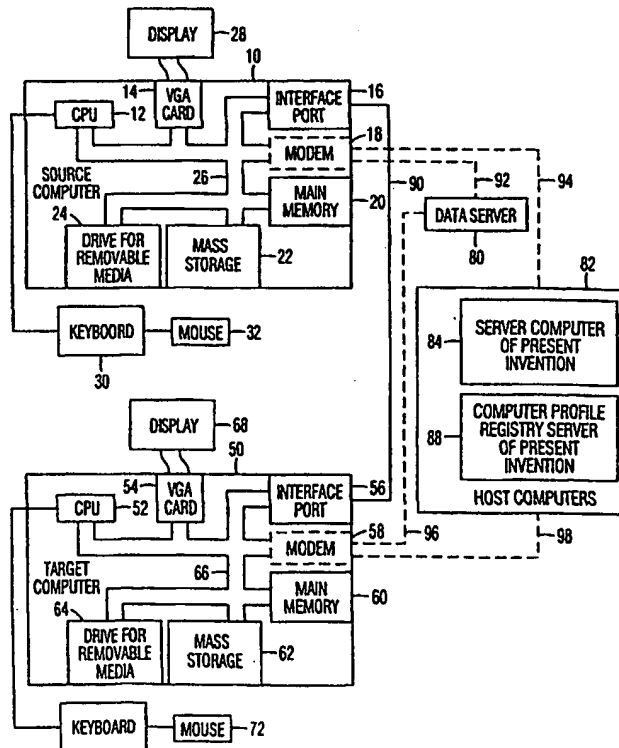 DISPLAY
28
10
14
VGA
CARD
INTERFACE
PORT
16
CPU
12
18
MODEM
SOURCE
COMPUTER
26
24
MAIN
MEMORY
20
90
92
94
DATA SERVER
80
DRIVE FOR
REMOVABLE
MEDIA
MASS
STORAGE
22
82
KEYBOORD
30
MOUSE
32
84
SERVER COMPUTER
OF PRESENT
INVENTION
88
COMPUTER PROFILE
REGISTRY SERVER
OF PRESENT
INVENTION
HOST COMPUTERS
DISPLAY
68
50
54
VGA
CARD
INTERFACE
PORT
56
CPU
52
58
MODEM
96
98
TARGET
COMPUTER
66
64
MAIN
MEMORY
60
DRIVE FOR
REMOVABLE
MEDIA
MASS
STORAGE
62
KEYBOARD
MOUSE
72